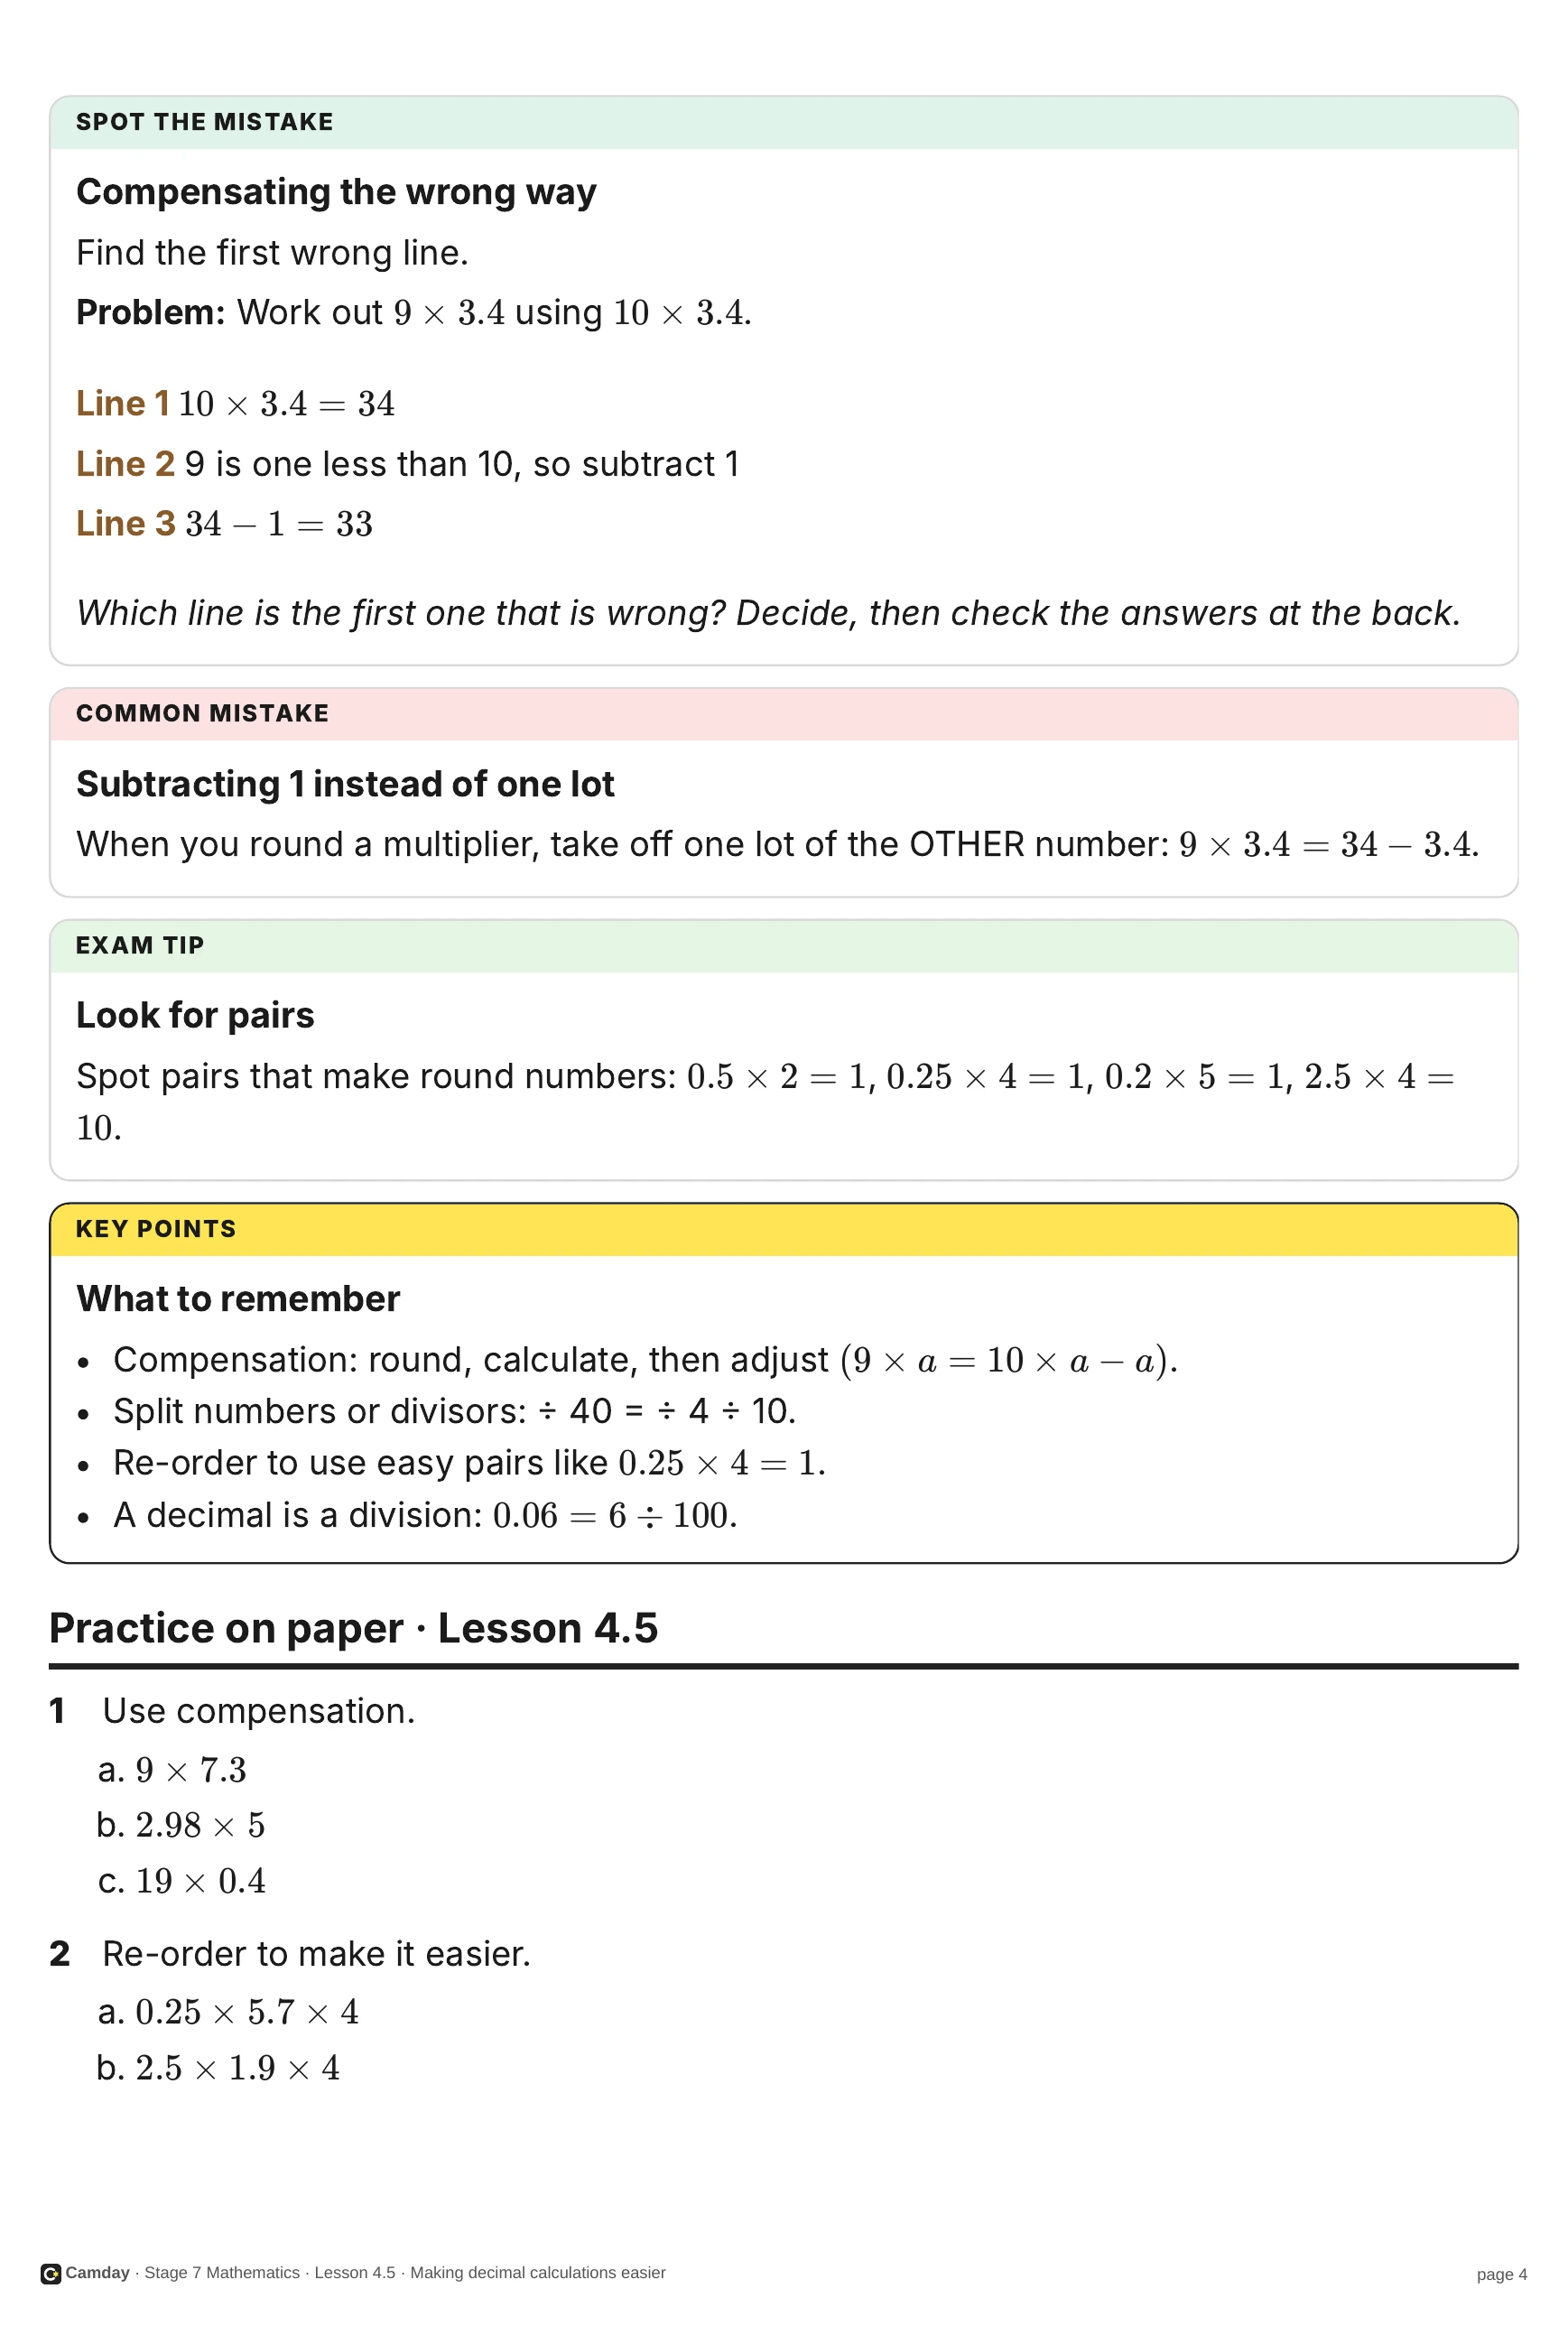 SPOT THE MISTAKE
Compensating the wrong way
Find the first wrong line.
Problem: Work out 9 × 3.4 using 10 × 3.4.
Line 1 10 × 3.4 = 34
Line 2 9 is one less than 10, so subtract 1
Line 3 34 − 1 = 33
Which line is the first one that is wrong? Decide, then check the answers at the back.
COMMON MISTAKE
Subtracting 1 instead of one lot
When you round a multiplier, take off one lot of the OTHER number: 9 × 3.4 = 34 − 3.4.
EXAM TIP
Look for pairs
Spot pairs that make round numbers: 0.5 × 2 = 1, 0.25 × 4 = 1, 0.2 × 5 = 1, 2.5 × 4 =
10.
KEY POINTS
What to remember
• Compensation: round, calculate, then adjust (9 × a = 10 × a − a).
• Split numbers or divisors: ÷ 40 = ÷ 4 ÷ 10.
• Re-order to use easy pairs like 0.25 × 4 = 1.
• A decimal is a division: 0.06 = 6 ÷ 100.
Practice on paper · Lesson 4.5
1 Use compensation.
a. 9 × 7.3
b. 2.98 × 5
c. 19 × 0.4
2 Re-order to make it easier.
a. 0.25 × 5.7 × 4
b. 2.5 × 1.9 × 4
Camday · Stage 7 Mathematics · Lesson 4.5 · Making decimal calculations easier
page 4